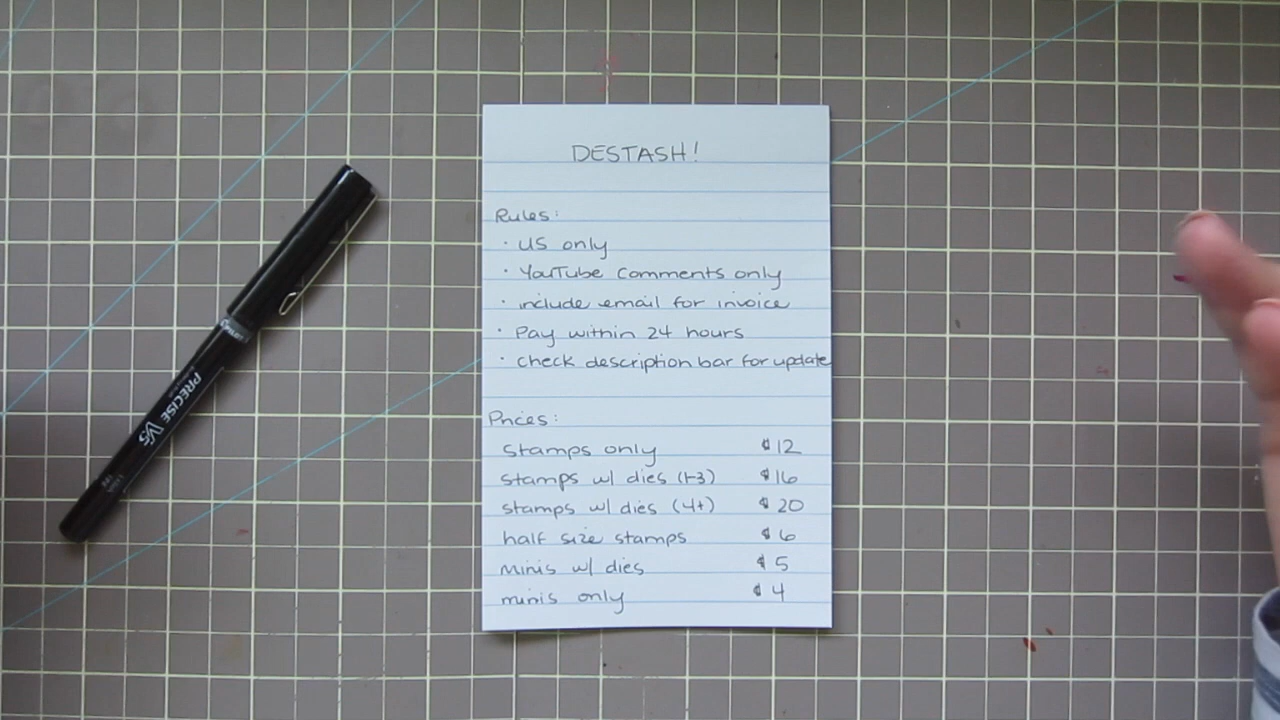 DESTASH!
Rules:
· US only
· YouTube comments only
· include email for invoice
· Pay within 24 hours
· check description bar for update
Prices:
stamps only $12
stamps w/ dies (1-3) $16
stamps w/ dies (4+) $20
half size stamps $6
minis w/ dies $5
minis only $4
PRECISE V5